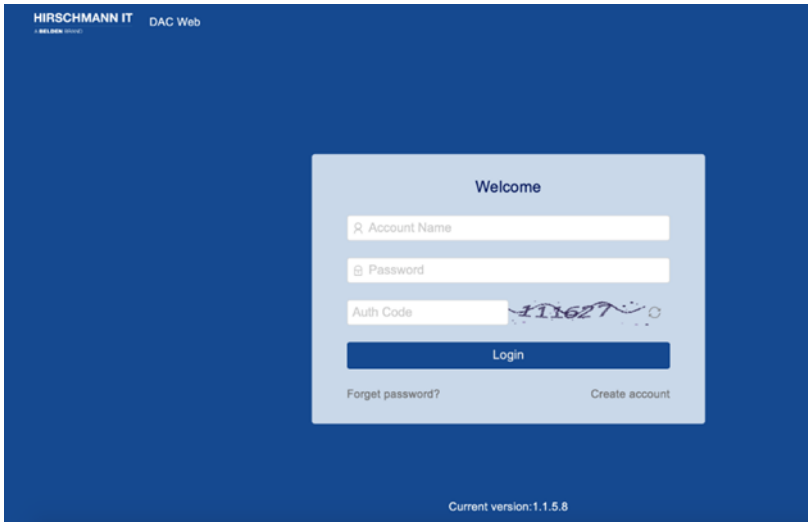 HIRSCHMANN IT
A BELDEN BRAND
DAC Web
Welcome
Account Name
Password
Auth Code
111627
Login
Forget password?
Create account
Current version:1.1.5.8